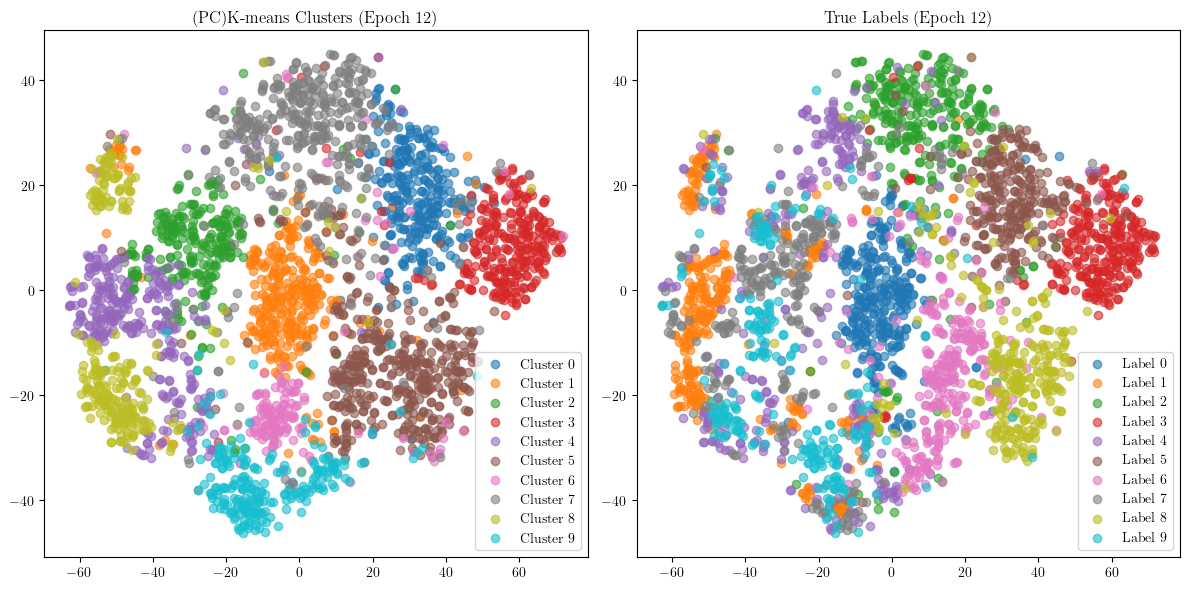 (PC)K-means Clusters (Epoch 12)
40
20
0
−20
−40
−60
−40
−20
0
20
40
60
Cluster 0
Cluster 1
Cluster 2
Cluster 3
Cluster 4
Cluster 5
Cluster 6
Cluster 7
Cluster 8
Cluster 9
True Labels (Epoch 12)
40
20
0
−20
−40
−60
−40
−20
0
20
40
60
Label 0
Label 1
Label 2
Label 3
Label 4
Label 5
Label 6
Label 7
Label 8
Label 9